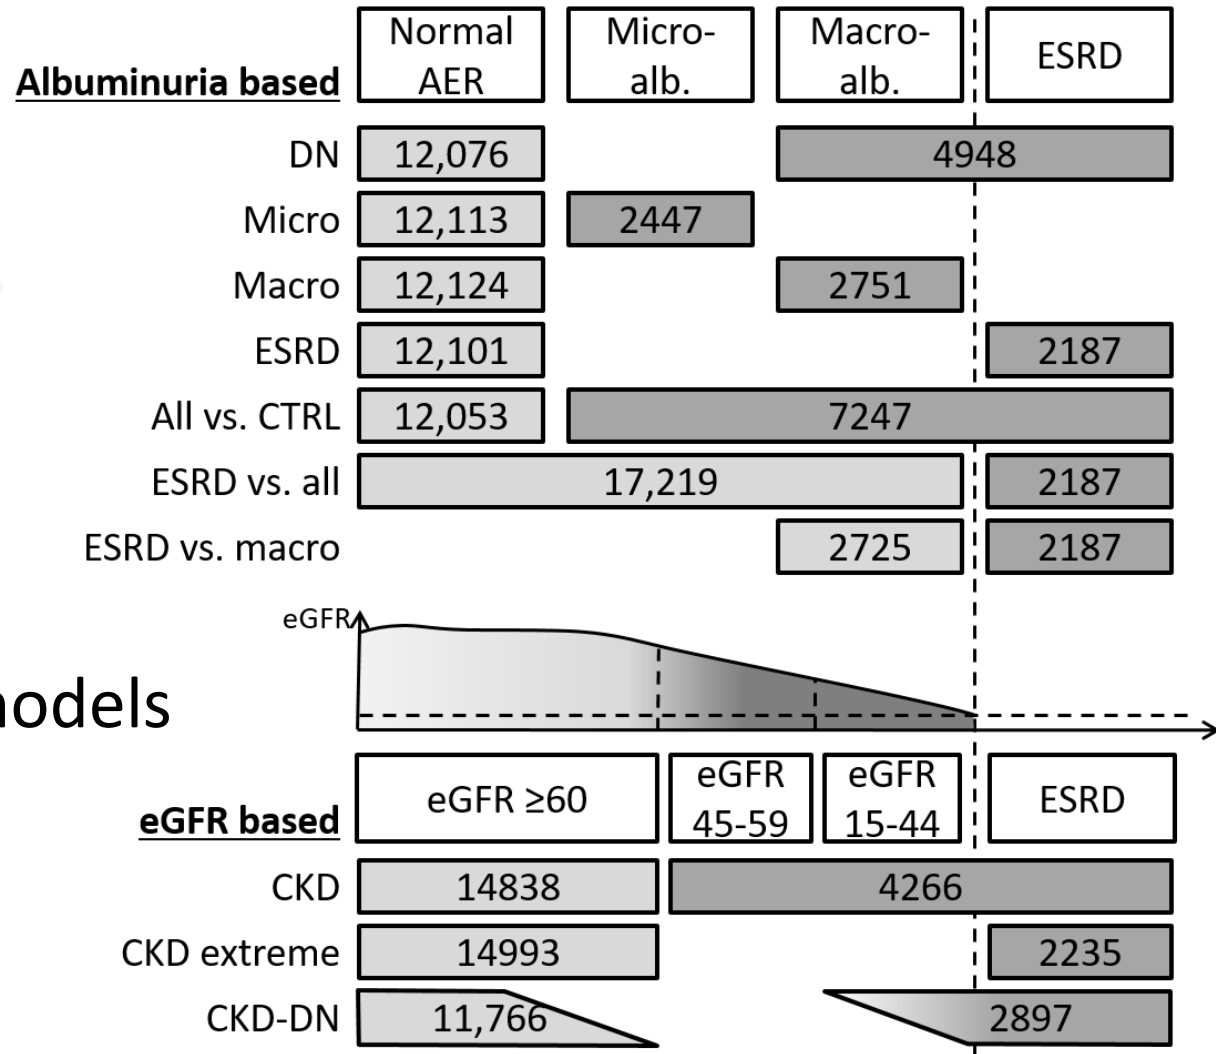 Normal
AER
Micro-
alb.
Macro-
alb.
ESRD
Albuminuria based
DN 12,076 4948
Micro 12,113 2447
Macro 12,124 2751
ESRD 12,101 2187
All vs. CTRL 12,053 7247
ESRD vs. all 17,219 2187
ESRD vs. macro 2725 2187
eGFR
odels
eGFR based
eGFR ≥60
eGFR
45-59
eGFR
15-44
ESRD
CKD 14838 4266
CKD extreme 14993 2235
CKD-DN 11,766 2897